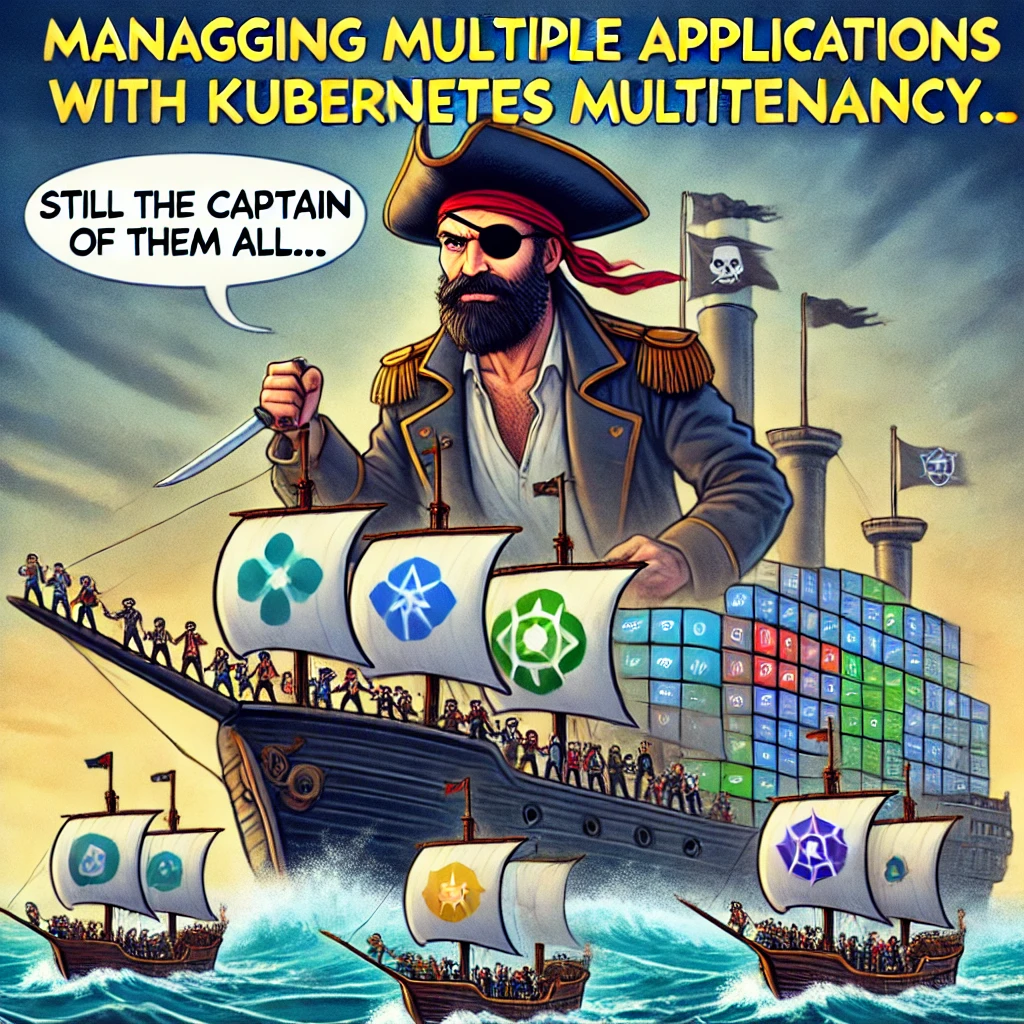 MANAGGING MULTIPLE APPLICATIONS
WITH KUBERNETES MULTITENANCY...
STILL THE CAPTAIN
OF THEM ALL...